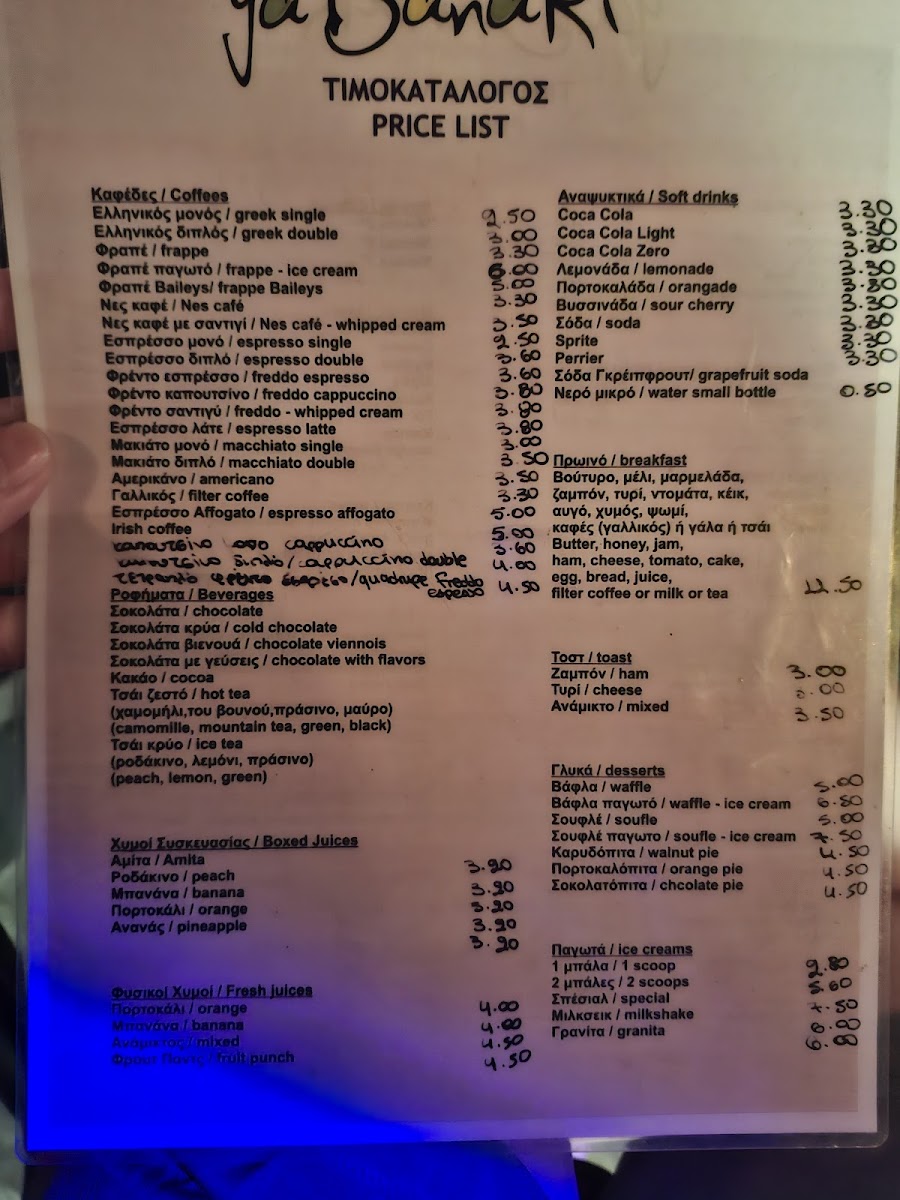 ΤΙΜΟΚΑΤΑΛΟΓΟΣ
PRICE LIST
Καφέδες / Coffees
Ελληνικός μονός / greek single 2.50
Ελληνικός διπλός / greek double 3.00
Φραπέ / frappe 3.30
Φραπέ παγωτό / frappe - ice cream 6.00
Φραπέ Baileys/ frappe Baileys 5.00
Νες καφέ / Nes café 3.30
Νες καφέ με σαντιγί / Nes café - whipped cream 3.50
Εσπρέσσο μονό / espresso single 2.50
Εσπρέσσο διπλό / espresso double 3.60
Φρέντο εσπρέσσο / freddo espresso 3.60
Φρέντο καπουτσίνο / freddo cappuccino 3.80
Φρέντο σαντιγύ / freddo - whipped cream 3.80
Εσπρέσο λάτε / espresso latte 3.80
Μακιάτο μονό / macchiato single 3.00
Μακιάτο διπλό / macchiato double 3.50
Αμερικάνο / americano 3.50
Γαλλικός / filter coffee 3.30
Εσπρέσσο Affogato / espresso affogato 5.00
Irish coffee 5.00
cappuccino 3.60
διπλό/cappuccino double 4.00
freddo espresso 4.50
Ροφήματα / Beverages
Σοκολάτα / chocolate
Σοκολάτα κρύα / cold chocolate
Σοκολάτα βιενουά / chocolate viennois
Σοκολάτα με γεύσεις / chocolate with flavors
Κακάο / cocoa
Τσάι ζεστό / hot tea
(χαμομήλι,του βουνού,πράσινο, μαύρο)
(camomille, mountain tea, green, black)
Τσάι κρύο / ice tea
(ροδάκινο, λεμόνι, πράσινο)
(peach, lemon, green)
Χυμοί Συσκευασίας / Boxed Juices
Αμίτα / Amita 3.20
Ροδάκινο / peach 3.20
Μπανάνα / banana 3.20
Πορτοκάλι / orange 3.20
Ανανάς / pineapple 3.20
Φυσικοί Χυμοί / Fresh juices
Πορτοκάλι / orange 4.00
Μπανάνα / banana 4.00
Ανάμικτος / mixed 4.50
Φρουτ Παντς / fruit punch 4.50
Αναψυκτικά / Soft drinks
Coca Cola 3.30
Coca Cola Light 3.30
Coca Cola Zero 3.30
Λεμονάδα / lemonade 3.30
Πορτοκαλάδα / orangade 3.30
Βυσσινάδα / sour cherry 3.30
Σόδα / soda 3.30
Sprite 3.30
Perrier 3.30
Σόδα Γκρέιπφρουτ/ grapefruit soda
Νερό μικρό / water small bottle 0.50
Πρωινό / breakfast
Βούτυρο, μέλι, μαρμελάδα,
ζαμπόν, τυρί, ντομάτα, κέικ,
αυγό, χυμός, ψωμί,
καφές (γαλλικός) ή γάλα ή τσάι
Butter, honey, jam,
ham, cheese, tomato, cake,
egg, bread, juice,
filter coffee or milk or tea 11.50
Τοστ / toast
Ζαμπόν / ham 3.00
Τυρί / cheese 3.00
Ανάμικτο / mixed 3.50
Γλυκά / desserts
Βάφλα / waffle 5.00
Βάφλα παγωτό / waffle - ice cream 6.50
Σουφλέ / soufle 5.00
Σουφλέ παγωτο / soufle - ice cream 7.50
Καρυδόπιτα / walnut pie 4.50
Πορτοκαλόπιτα / orange pie 4.50
Σοκολατόπιτα / chcolate pie 4.50
Παγωτά / ice creams
1 μπάλα / 1 scoop 2.80
2 μπάλες / 2 scoops 5.60
Σπέσιαλ / special 7.50
Μιλκσεικ / milkshake 6.00
Γρανίτα / granita 6.00